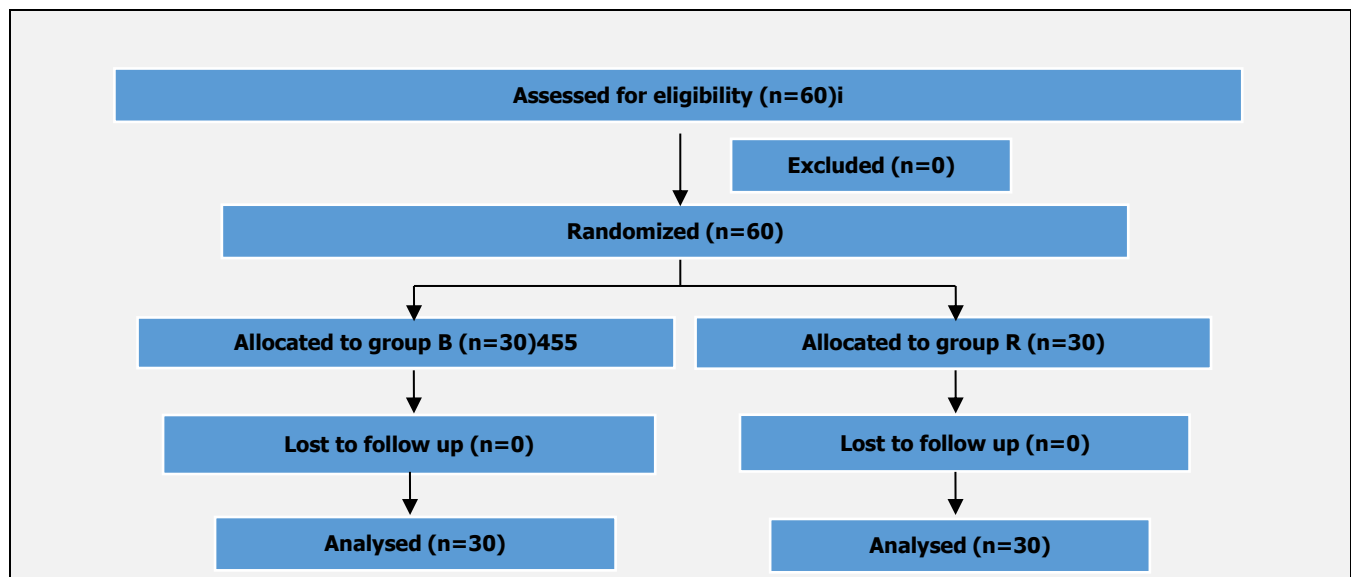 Assessed for eligibility (n=60)i
Excluded (n=0)
Randomized (n=60)
Allocated to group B (n=30)455
Allocated to group R (n=30)
Lost to follow up (n=0)
Lost to follow up (n=0)
Analysed (n=30)
Analysed (n=30)